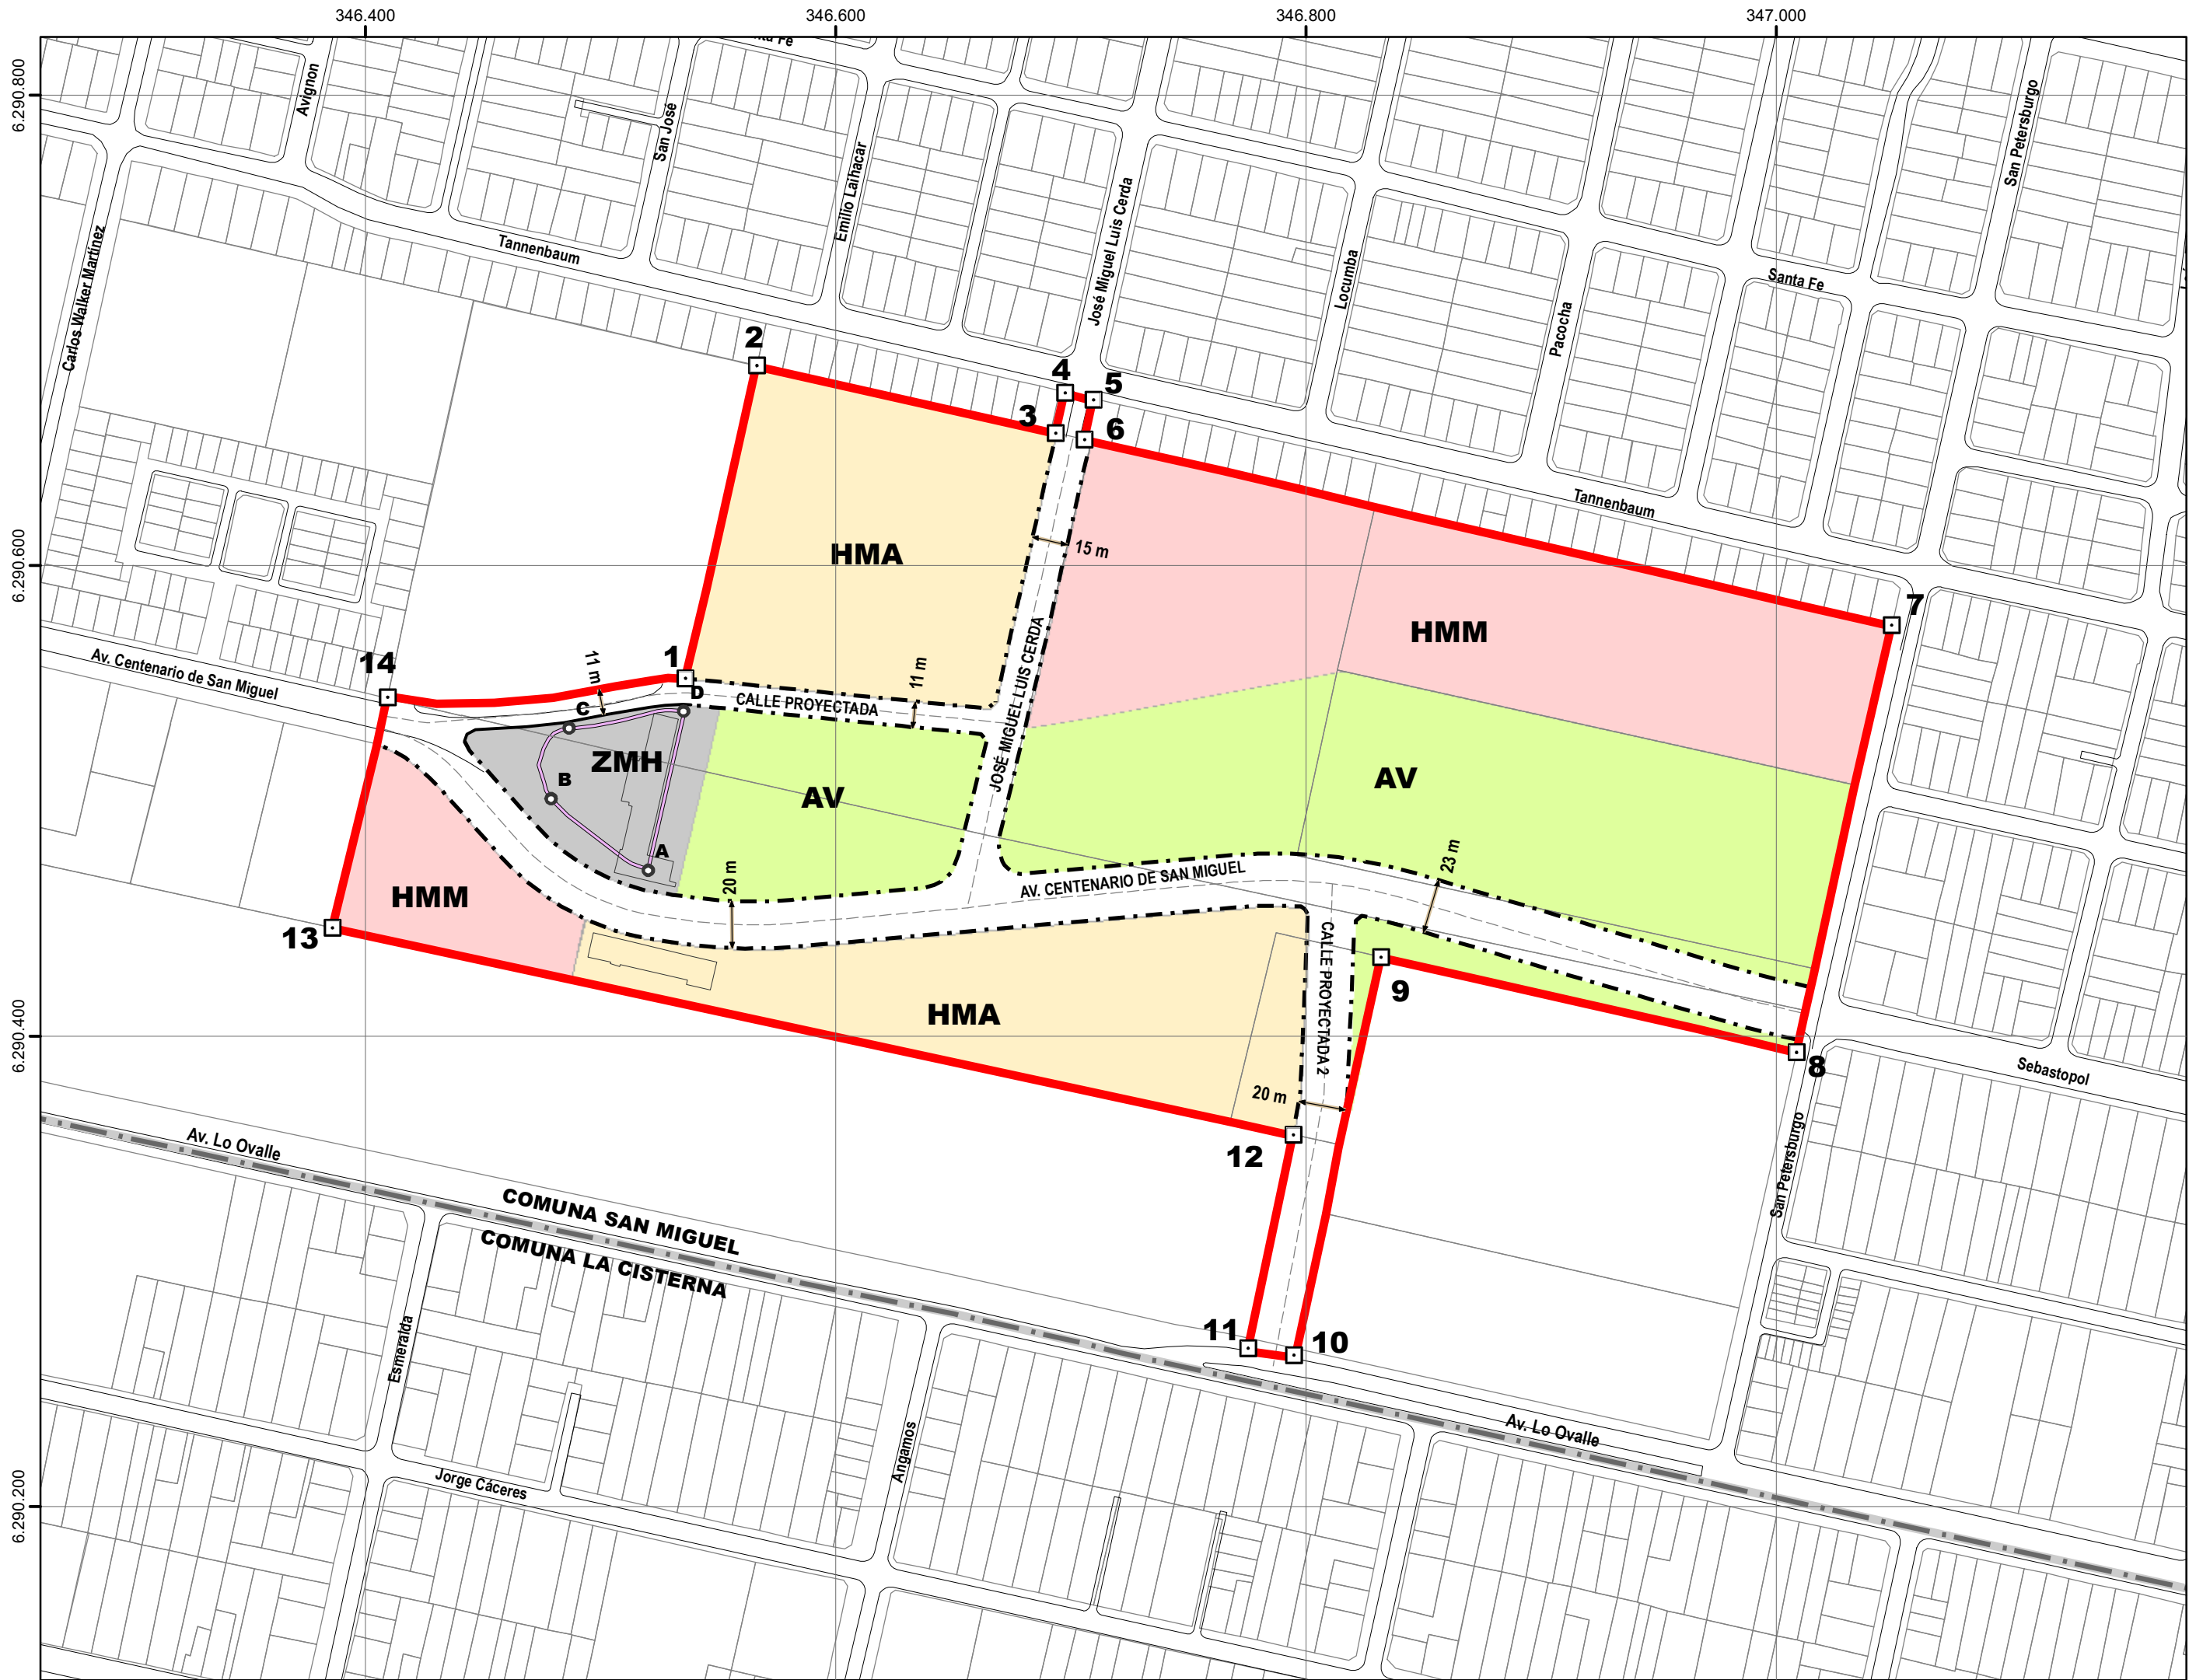 346.400
346.600
346.800
347.000
6.290.800
6.290.600
6.290.400
6.290.200
Avignon
San José
Emilio Laihacar
José Miguel Luis Cerda
San Petersburgo
Carlos Walker Martínez
Tannenbaum
Locumba
Pacocha
Santa Fe
2
4
5
3
6
Tannenbaum
HMA
15 m
HMM
7
Av. Centenario de San Miguel
14
11 m
1
D
C
CALLE PROYECTADA
11 m
JOSÉ MIGUEL LUIS CERDA
ZMH
B
A
AV
AV
20 m
AV. CENTENARIO DE SAN MIGUEL
23 m
HMM
13
HMA
CALLE PROYECTADA 2
9
8
Sebastopol
20 m
12
San Petersburgo
Av. Lo Ovalle
COMUNA SAN MIGUEL
COMUNA LA CISTERNA
11
10
Esmeralda
Angamos
Av. Lo Ovalle
Jorge Cáceres